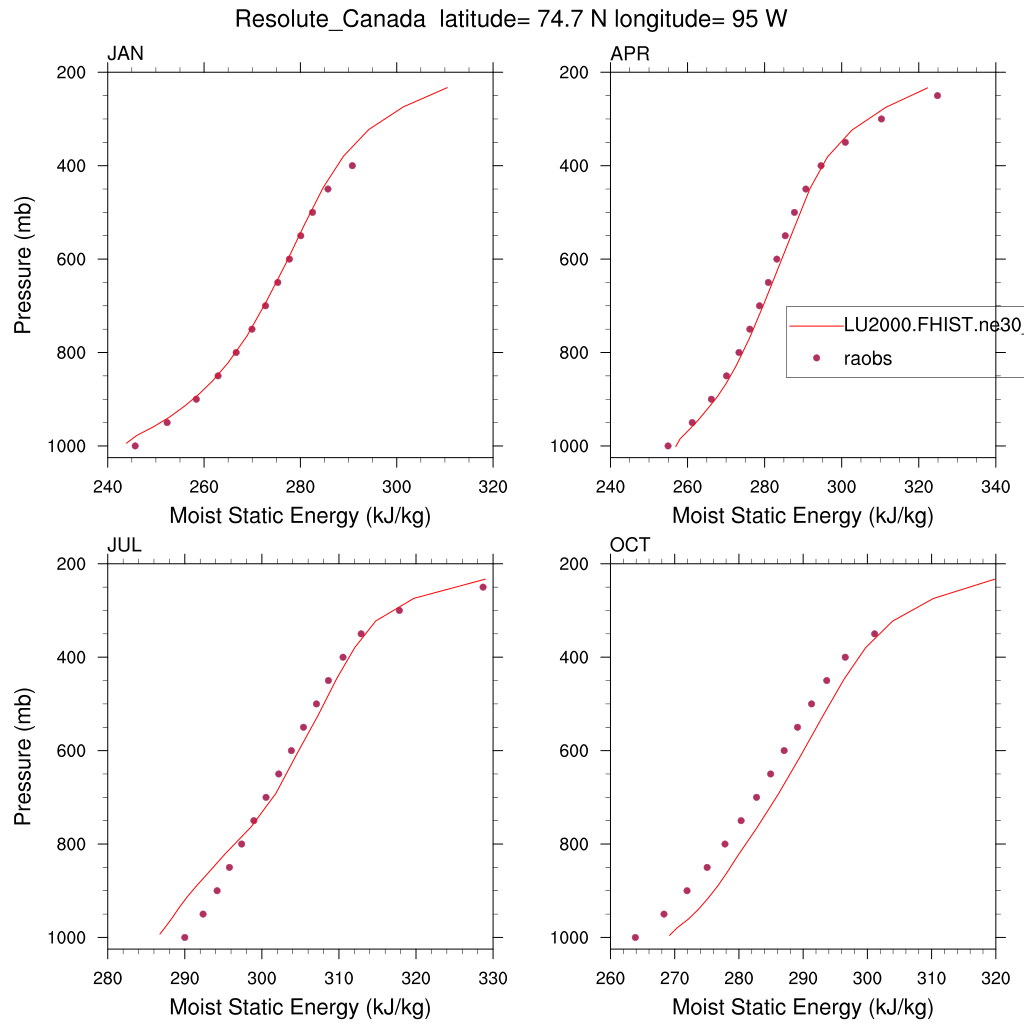 Resolute_Canada latitude= 74.7 N longitude= 95 W
JAN
200
400
600
800
1000
Pressure (mb)
240 260 280 300 320
Moist Static Energy (kJ/kg)
APR
200
400
600
800
1000
LU2000.FHIST.ne30_
raobs
240 260 280 300 320 340
Moist Static Energy (kJ/kg)
JUL
200
400
600
800
1000
Pressure (mb)
280 290 300 310 320 330
Moist Static Energy (kJ/kg)
OCT
200
400
600
800
1000
260 270 280 290 300 310 320
Moist Static Energy (kJ/kg)